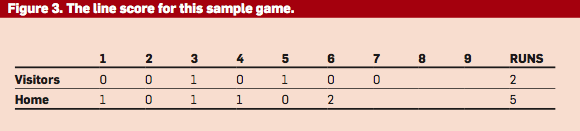 Figure 3. The line score for this sample game.
1 2 3 4 5 6 7 8 9 RUNS
Visitors 0 0 1 0 1 0 0 2
Home 1 0 1 1 0 2 5